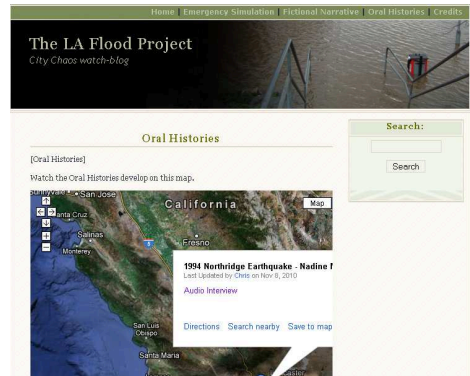 Home | Emergency Simulation | Fictional Narrative | Oral Histories | Credits
The LA Flood Project
City Chaos watch-blog
Oral Histories
[Oral Histories]
Watch the Oral Histories develop on this map.
Search:
Search
Sunnyvale
San Jose
California
Map
Santa Cruz
Salinas
Monterey
5
Fresno
1994 Northridge Earthquake - Nadine
Last Updated by Chris on Nov 8, 2010
Audio Interview
Directions Search nearby Save to map
San Luis
Obispo
Santa Maria